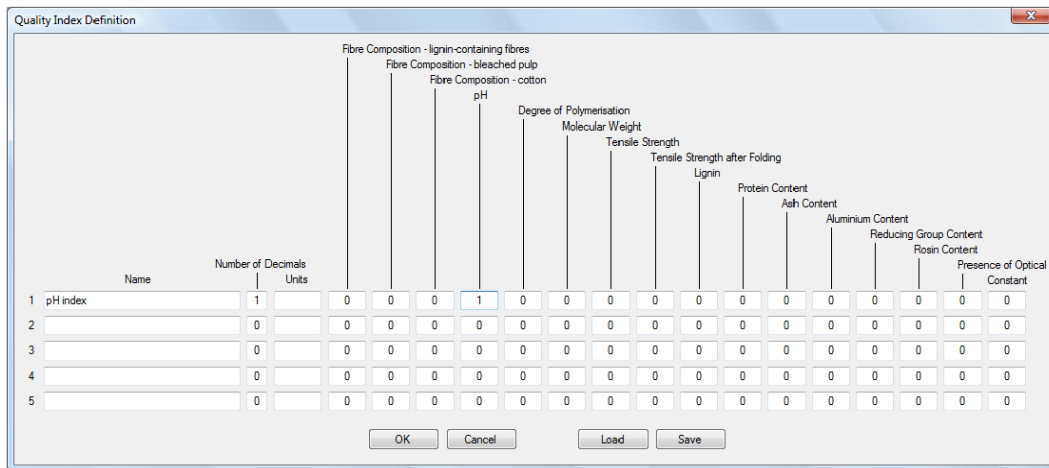 Quality Index Definition
Fibre Composition - lignin-containing fibres
Fibre Composition - bleached pulp
Fibre Composition - cotton
pH
Degree of Polymerisation
Molecular Weight
Tensile Strength
Tensile Strength after Folding
Lignin
Protein Content
Ash Content
Aluminium Content
Reducing Group Content
Rosin Content
Number of Decimals Presence of Optical
Name Units Constant
1 pH index 1 0 0 0 1 0 0 0 0 0 0 0 0 0 0 0 0
2 0 0 0 0 0 0 0 0 0 0 0 0 0 0 0 0 0
3 0 0 0 0 0 0 0 0 0 0 0 0 0 0 0 0 0
4 0 0 0 0 0 0 0 0 0 0 0 0 0 0 0 0 0
5 0 0 0 0 0 0 0 0 0 0 0 0 0 0 0 0 0
OK Cancel Load Save